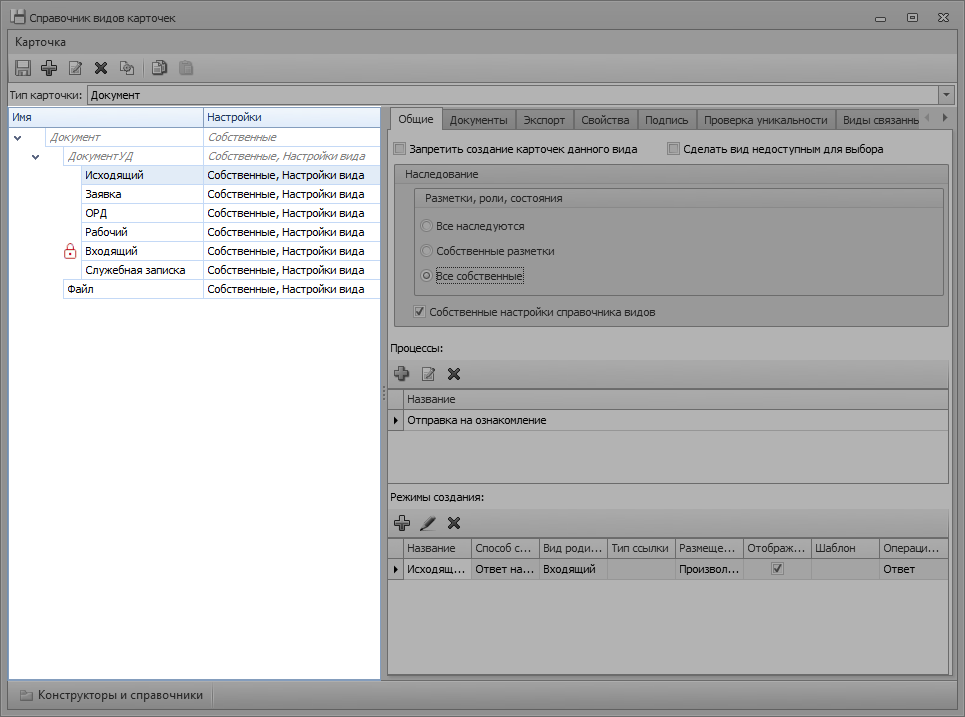 Справочник видов карточек
Карточка
Тип карточки: Документ
Имя Настройки
Документ Собственные
ДокументУД Собственные, Настройки вида
Исходящий Собственные, Настройки вида
Заявка Собственные, Настройки вида
ОРД Собственные, Настройки вида
Рабочий Собственные, Настройки вида
Входящий Собственные, Настройки вида
Служебная записка Собственные, Настройки вида
Файл Собственные, Настройки вида
Общие Документы Экспорт Свойства Подпись Проверка уникальности Виды связанны
Запретить создание карточек данного вида Сделать вид недоступным для выбора
Наследование
Разметки, роли, состояния
Все наследуются
Собственные разметки
Все собственные
Собственные настройки справочника видов
Процессы:
Название
Отправка на ознакомление
Режимы создания:
Название Способ с... Вид роди... Тип ссылки Размеще... Отображ... Шаблон Операци...
Исходящ... Ответ на... Входящий Произвол... Ответ
Конструкторы и справочники